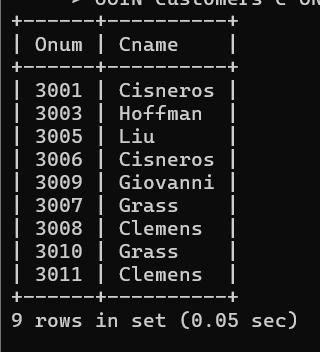 > JOIN Customers C ON
+------+----------+
| Onum | Cname    |
+------+----------+
| 3001 | Cisneros |
| 3003 | Hoffman  |
| 3005 | Liu      |
| 3006 | Cisneros |
| 3009 | Giovanni |
| 3007 | Grass    |
| 3008 | Clemens  |
| 3010 | Grass    |
| 3011 | Clemens  |
+------+----------+
9 rows in set (0.05 sec)